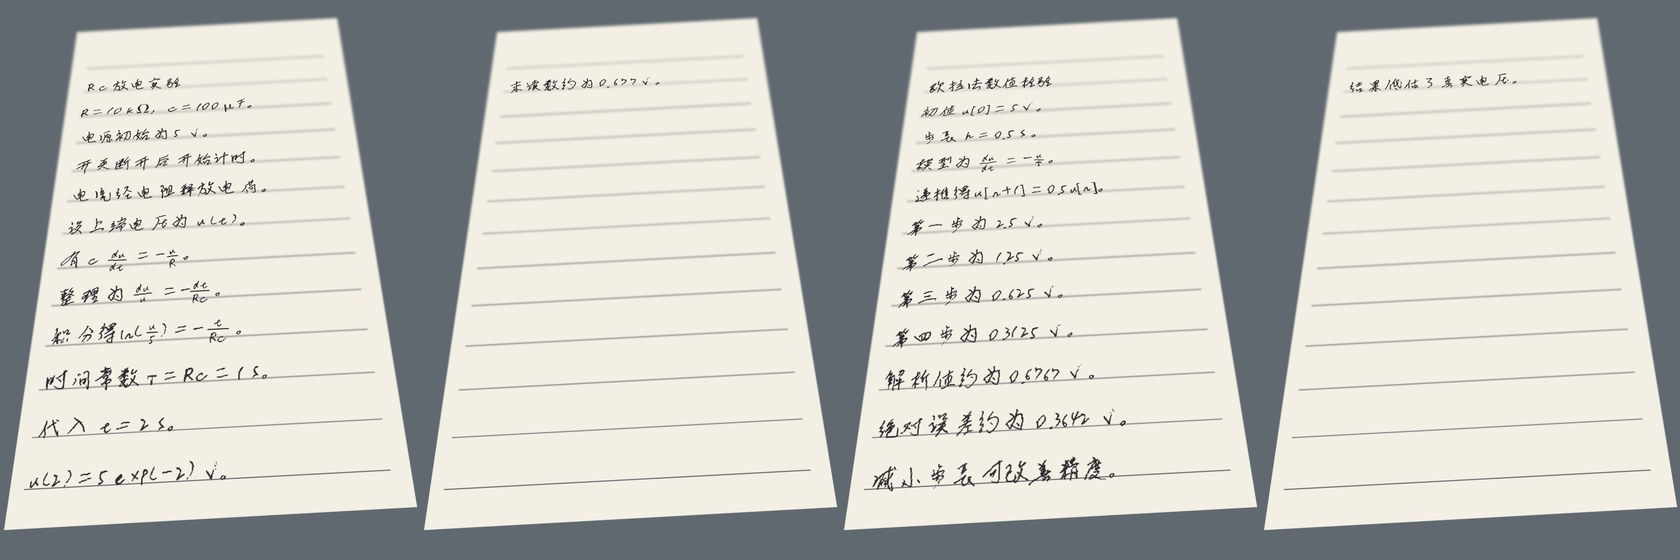 RC放电实验
R=10kΩ, C=100μF。
电源初始为5 V。
开关断开后开始计时。
电流经电阻释放电荷。
设上端电压为u(t)。
有C du/dt = -u/R。
整理为 du/u = -dt/RC。
积分得ln(u/5) = -t/RC。
时间常数τ=RC=1s。
代入 t=2s。
u(2)=5exp(-2) V。
末读数约为0.677V。
欧拉法数值检验
初值u[0]=5V。
步长h=0.5s。
模型为 du/dt = -u/τ。
递推得u[n+1]=0.5u[n]。
第一步为2.5V。
第二步为1.25V。
第三步为0.625V。
第四步为0.3125V。
解析值约为0.6767V。
绝对误差约为0.3642V。
减小步长可改善精度。
结果低估了真实电压。